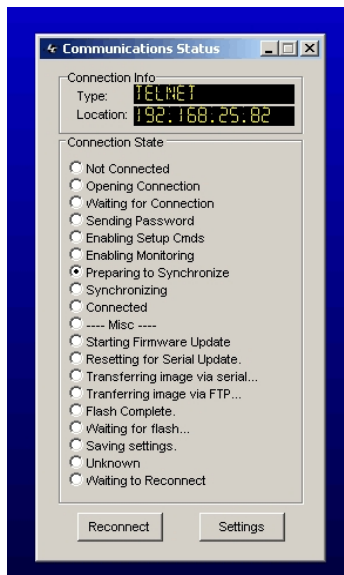 Communications Status
Connection Info
Type: TELNET
Location: 192.168.25.82
Connection State
Not Connected
Opening Connection
Waiting for Connection
Sending Password
Enabling Setup Cmds
Enabling Monitoring
Preparing to Synchronize
Synchronizing
Connected
---- Misc ----
Starting Firmware Update
Resetting for Serial Update.
Transferring image via serial...
Tranferring image via FTP...
Flash Complete.
Waiting for flash...
Saving settings.
Unknown
Waiting to Reconnect
Reconnect Settings